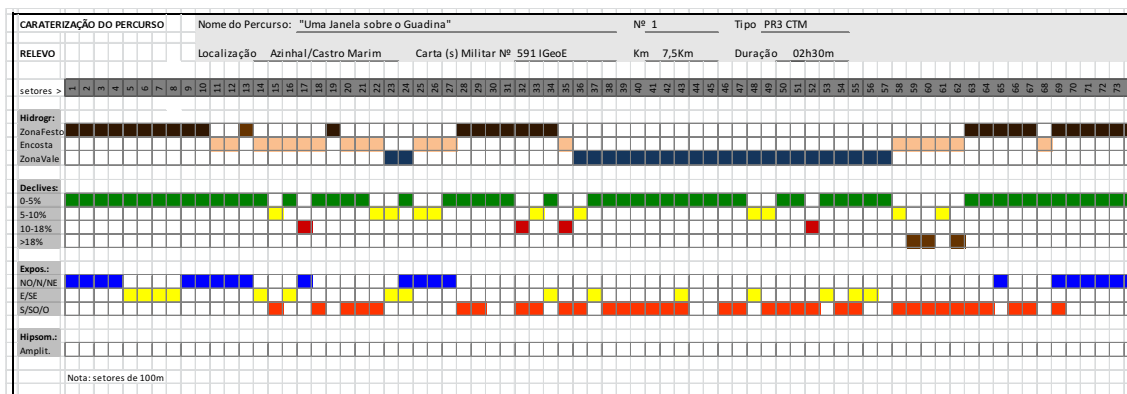 CARATERIZAÇÃO DO PERCURSO Nome do Percurso: "Uma Janela sobre o Guadina" Nº 1 Tipo PR3 CTM
RELEVO Localização Azinhal/Castro Marim Carta (s) Militar Nº 591 IGeoE Km 7,5Km Duração 02h30m
setores > 1 2 3 4 5 6 7 8 9 10 11 12 13 14 15 16 17 18 19 20 21 22 23 24 25 26 27 28 29 30 31 32 33 34 35 36 37 38 39 40 41 42 43 44 45 46 47 48 49 50 51 52 53 54 55 56 57 58 59 60 61 62 63 64 65 66 67 68 69 70 71 72 73
Hidrogr:
ZonaFesto
Encosta
ZonaVale
Declives:
0-5%
5-10%
10-18%
>18%
Expos.:
NO/N/NE
E/SE
S/SO/O
Hipsom.:
Amplit.
Nota: setores de 100m